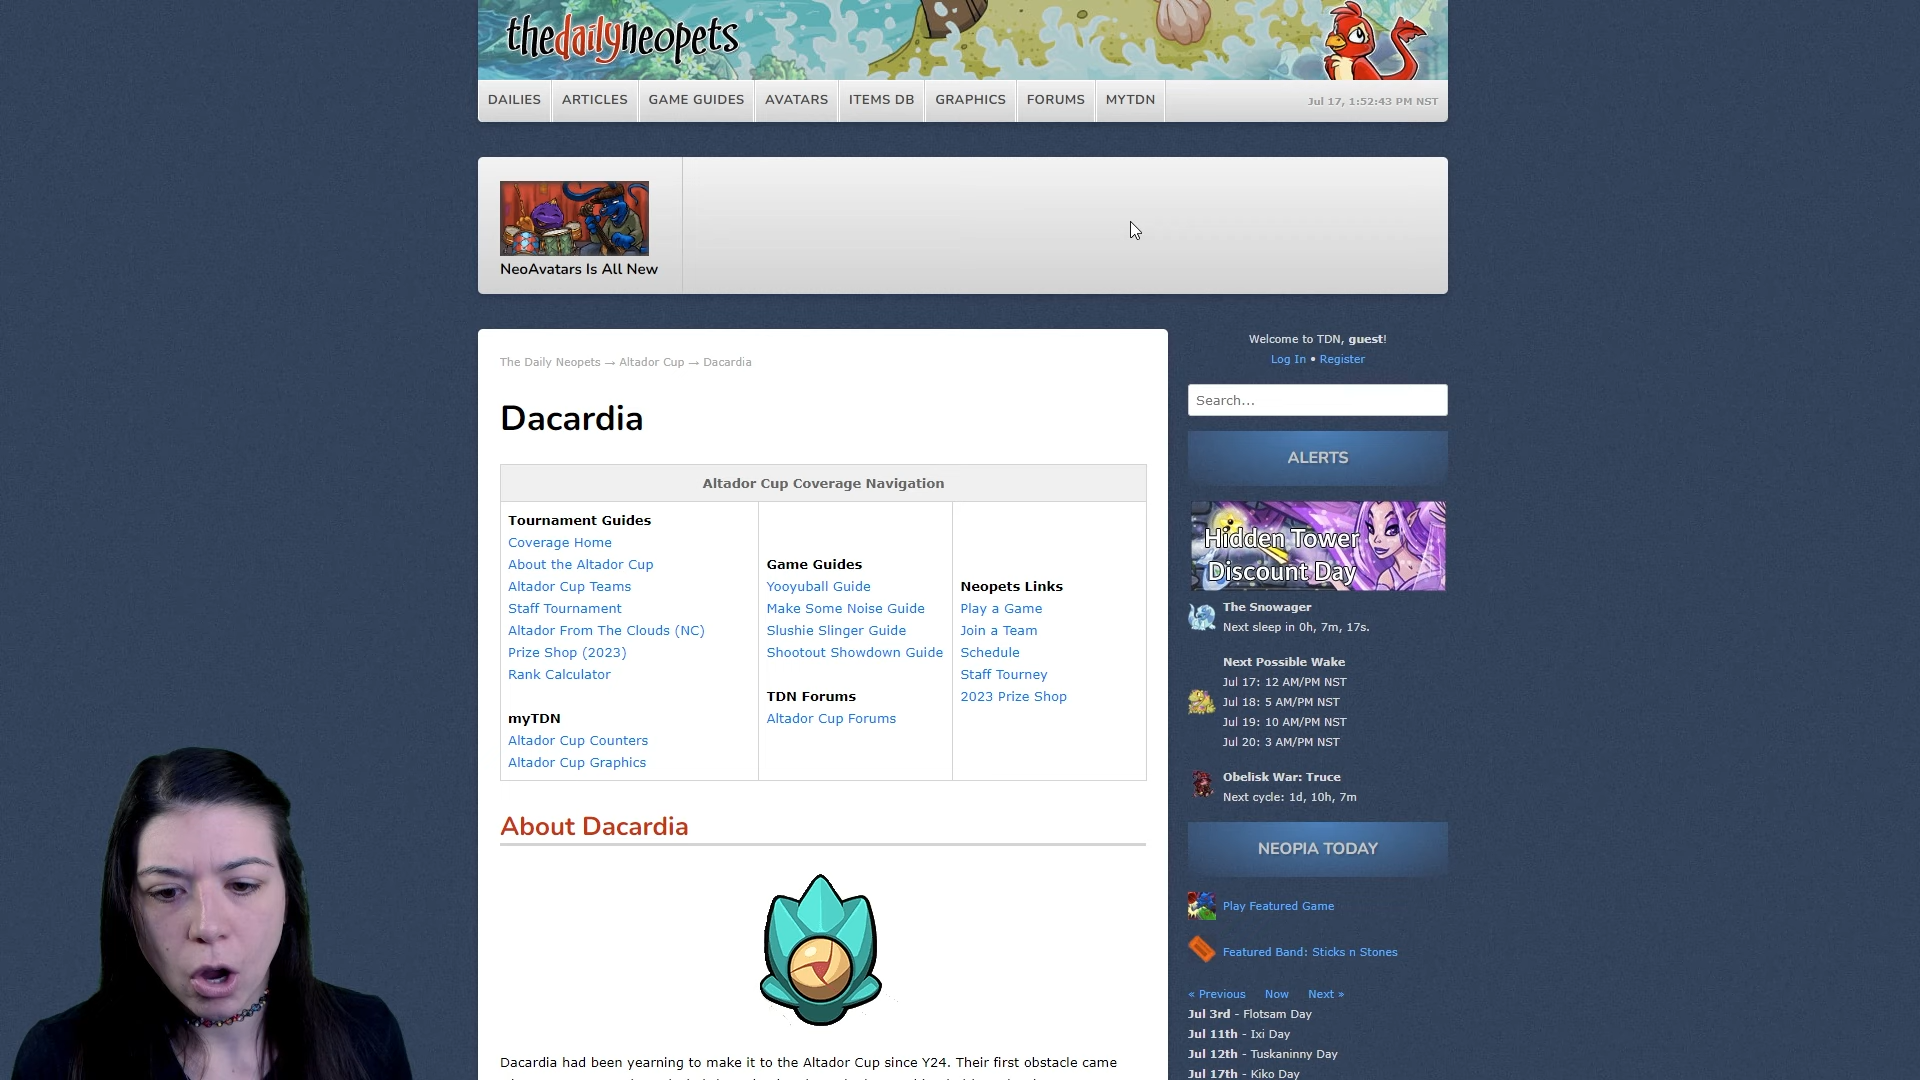 thedailyneopets
DAILIES
ARTICLES
GAME GUIDES
AVATARS
ITEMS DB
GRAPHICS
FORUMS
MYTDN
Jul 17, 1:52:43 PM NST
NeoAvatars Is All New
The Daily Neopets → Altador Cup → Dacardia
Dacardia
Altador Cup Coverage Navigation
Tournament Guides
Coverage Home
About the Altador Cup
Altador Cup Teams
Staff Tournament
Altador From The Clouds (NC)
Prize Shop (2023)
Rank Calculator
myTDN
Altador Cup Counters
Altador Cup Graphics
Game Guides
Yooyuball Guide
Make Some Noise Guide
Slushie Slinger Guide
Shootout Showdown Guide
TDN Forums
Altador Cup Forums
Neopets Links
Play a Game
Join a Team
Schedule
Staff Tourney
2023 Prize Shop
About Dacardia
Dacardia had been yearning to make it to the Altador Cup since Y24. Their first obstacle came
Welcome to TDN, guest!
Log In • Register
Search...
ALERTS
Hidden Tower
Discount Day
The Snowager
Next sleep in 0h, 7m, 17s.
Next Possible Wake
Jul 17: 12 AM/PM NST
Jul 18: 5 AM/PM NST
Jul 19: 10 AM/PM NST
Jul 20: 3 AM/PM NST
Obelisk War: Truce
Next cycle: 1d, 10h, 7m
NEOPIA TODAY
Play Featured Game
Featured Band: Sticks n Stones
« Previous Now Next »
Jul 3rd - Flotsam Day
Jul 11th - Ixi Day
Jul 12th - Tuskaninny Day
Jul 17th - Kiko Day